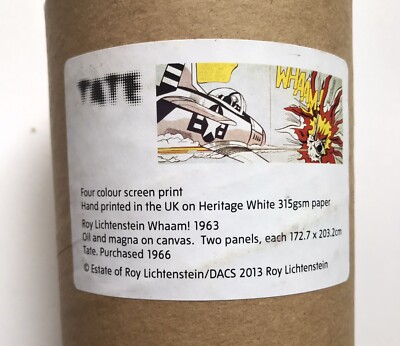 TATE
WHAAM!
Four colour screen print
Hand printed in the UK on Heritage White 315gsm paper
Roy Lichtenstein Whaam! 1963
Oil and magna on canvas. Two panels, each 172.7 x 203.2cm
Tate. Purchased 1966
© Estate of Roy Lichtenstein/DACS 2013 Roy Lichtenstein